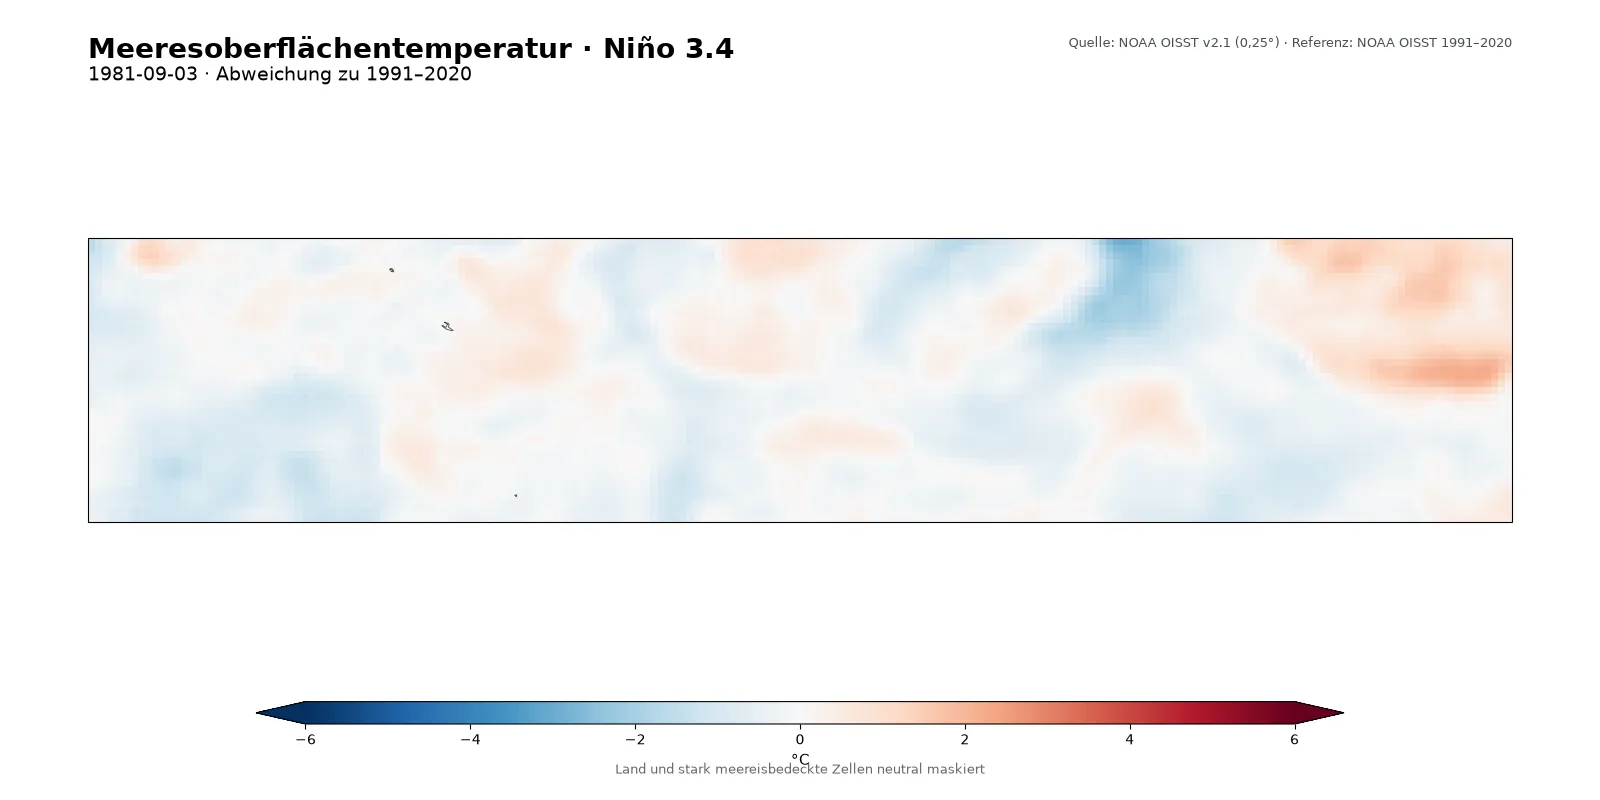 Meeresoberflächentemperatur · Niño 3.4
1981-09-03 · Abweichung zu 1991–2020
Quelle: NOAA OISST v2.1 (0,25°) · Referenz: NOAA OISST 1991–2020
−6 −4 −2 0 2 4 6
°C
Land und stark meereisbedeckte Zellen neutral maskiert